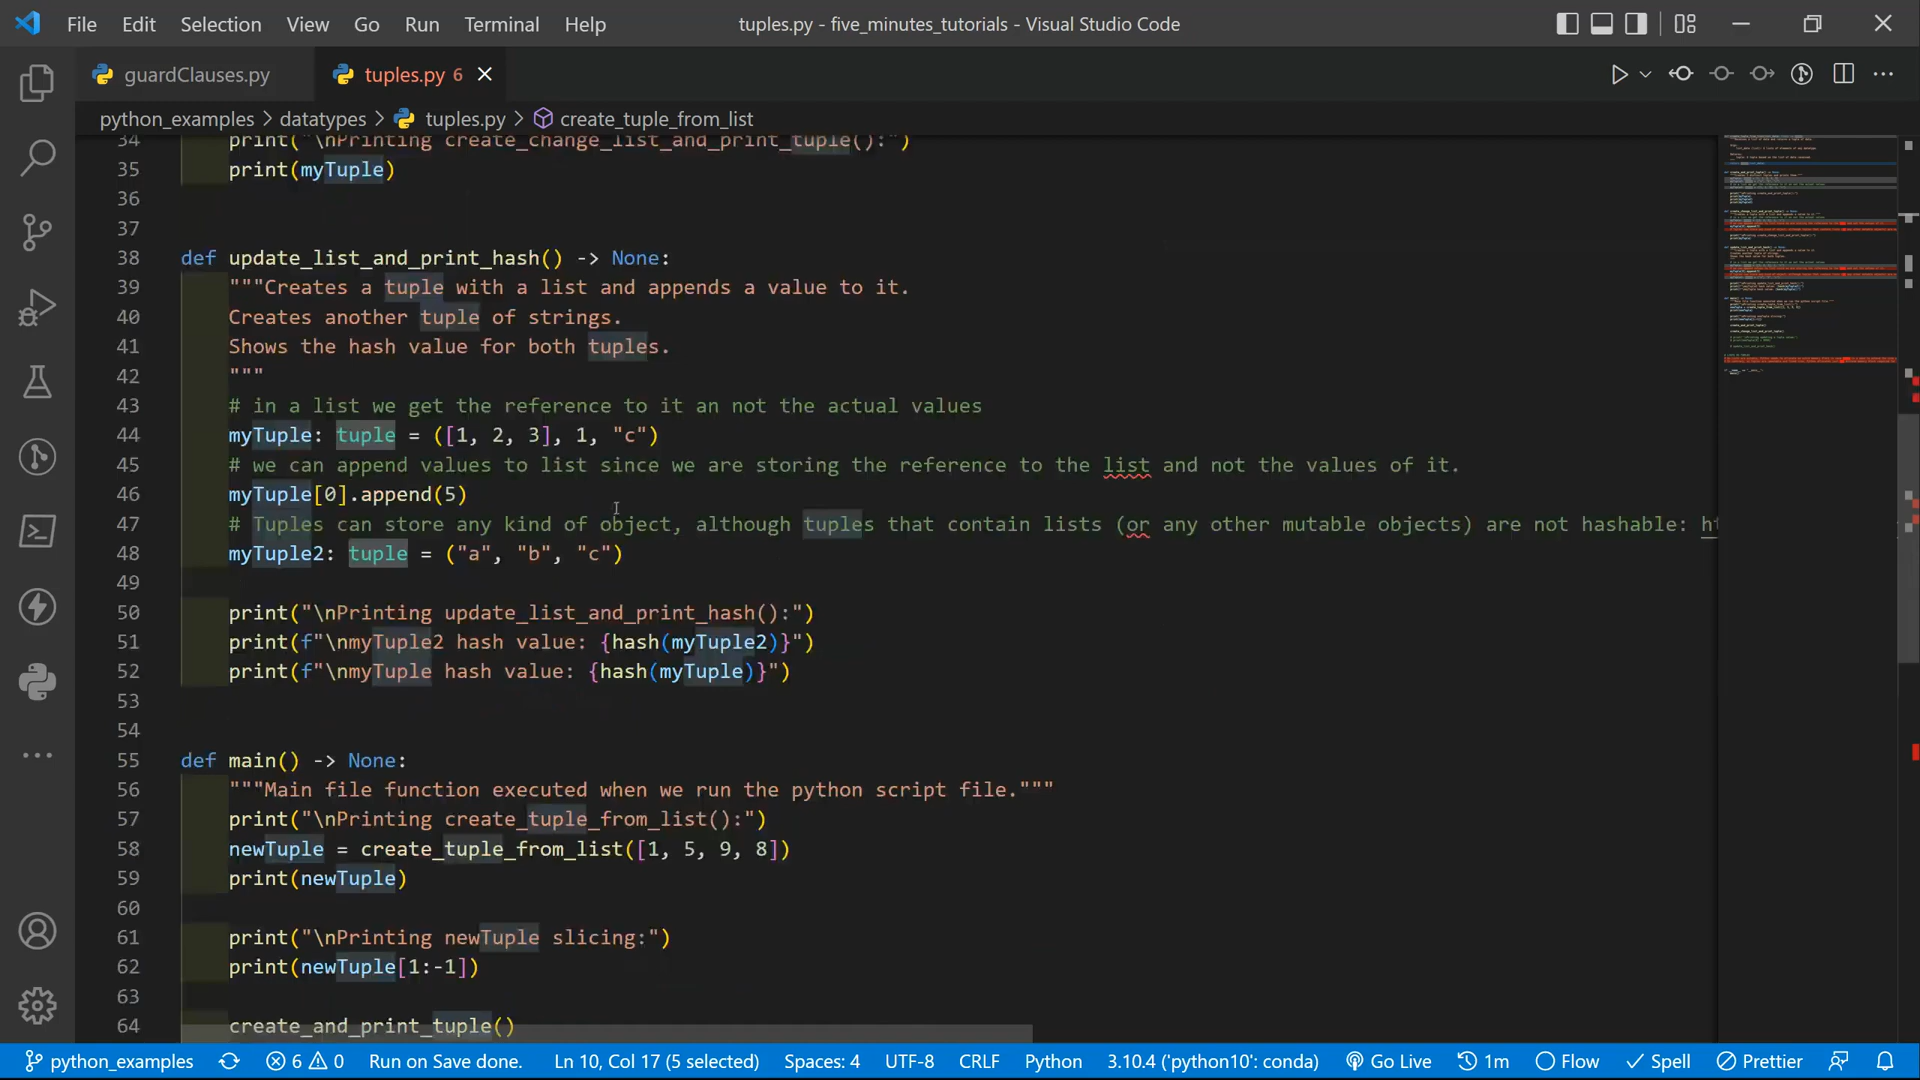 File Edit Selection View Go Run Terminal Help tuples.py - five_minutes_tutorials - Visual Studio Code
guardClauses.py tuples.py 6
python_examples > datatypes > tuples.py > create_tuple_from_list
34 print("\nPrinting create_change_list_and_print_tuple():")
35 print(myTuple)
36
37
38 def update_list_and_print_hash() -> None:
39 """Creates a tuple with a list and appends a value to it.
40 Creates another tuple of strings.
41 Shows the hash value for both tuples.
42 """
43 # in a list we get the reference to it an not the actual values
44 myTuple: tuple = ([1, 2, 3], 1, "c")
45 # we can append values to list since we are storing the reference to the list and not the values of it.
46 myTuple[0].append(5)
47 # Tuples can store any kind of object, although tuples that contain lists (or any other mutable objects) are not hashable:
48 myTuple2: tuple = ("a", "b", "c")
49
50 print("\nPrinting update_list_and_print_hash():")
51 print(f"\nmyTuple2 hash value: {hash(myTuple2)}")
52 print(f"\nmyTuple hash value: {hash(myTuple)}")
53
54
55 def main() -> None:
56 """Main file function executed when we run the python script file."""
57 print("\nPrinting create_tuple_from_list():")
58 newTuple = create_tuple_from_list([1, 5, 9, 8])
59 print(newTuple)
60
61 print("\nPrinting newTuple slicing:")
62 print(newTuple[1:-1])
63
64 create_and_print_tuple()
python_examples 6 0 Run on Save done. Ln 10, Col 17 (5 selected) Spaces: 4 UTF-8 CRLF Python 3.10.4 ('python10': conda) Go Live 1m Flow Spell Prettier